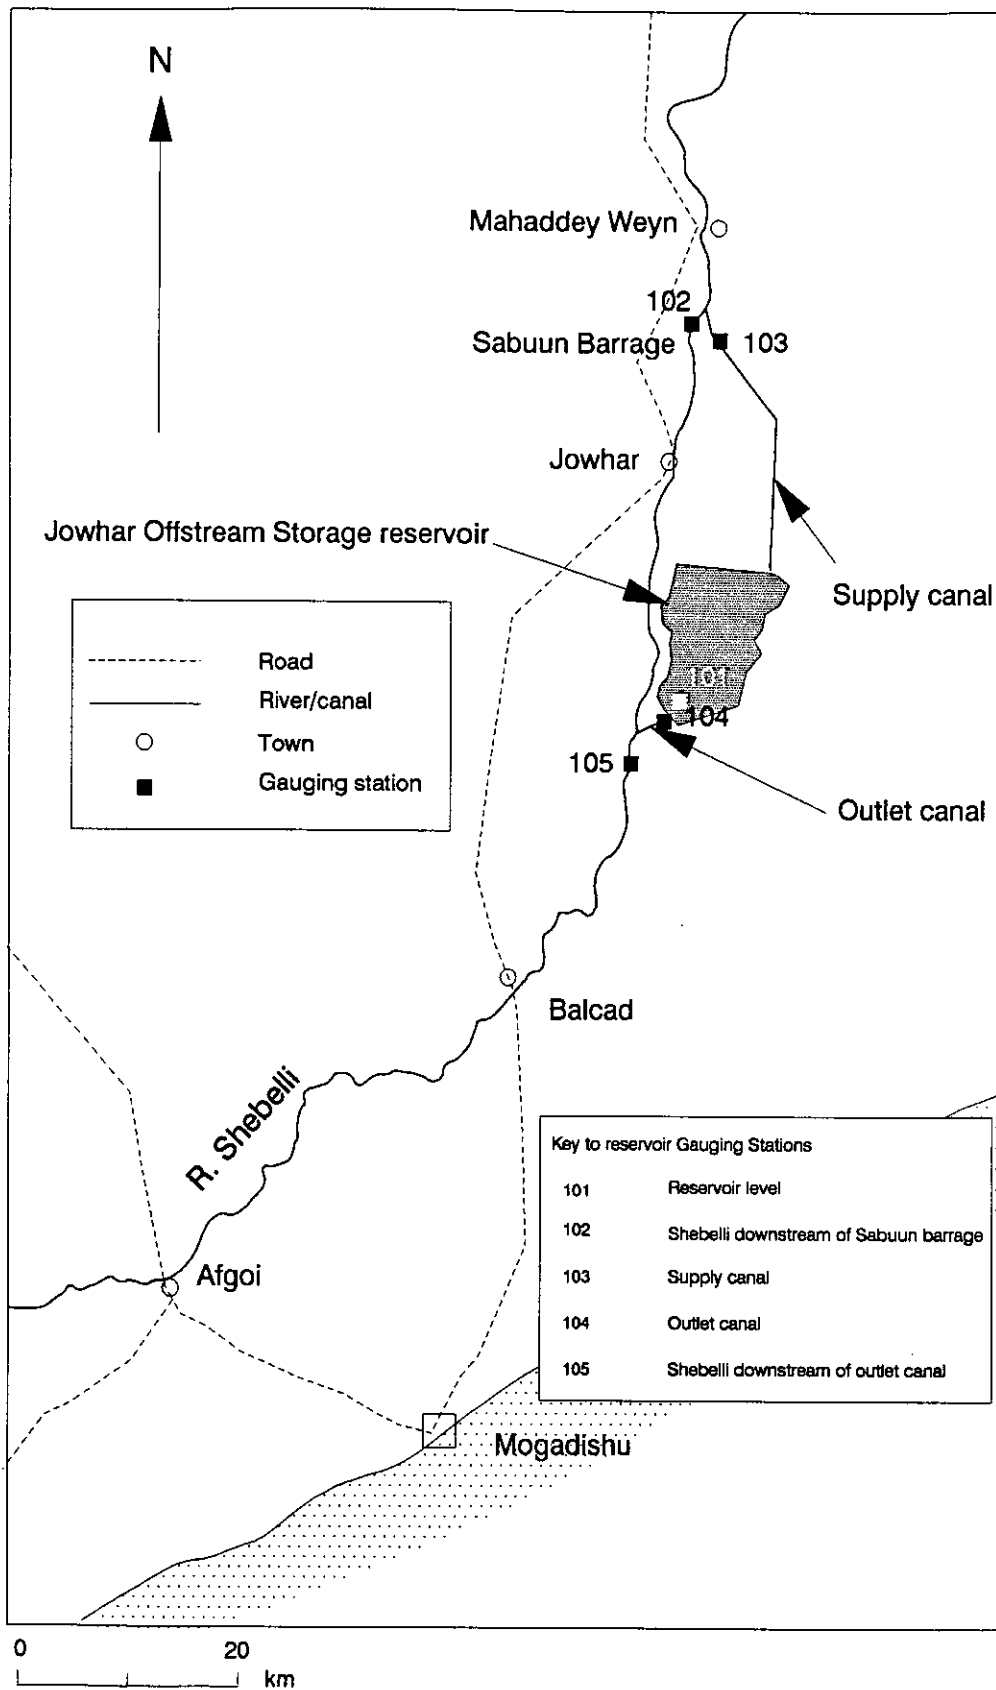 N
Mahaddey Weyn
102
Sabuun Barrage
103
Jowhar
Jowhar Offstream Storage reservoir
Supply canal
Road
River/canal
Town
Gauging station
101
104
105
Outlet canal
Balcad
R. Shebelli
Key to reservoir Gauging Stations
101 Reservoir level
102 Shebelli downstream of Sabuun barrage
103 Supply canal
104 Outlet canal
105 Shebelli downstream of outlet canal
Afgoi
Mogadishu
0 20
km